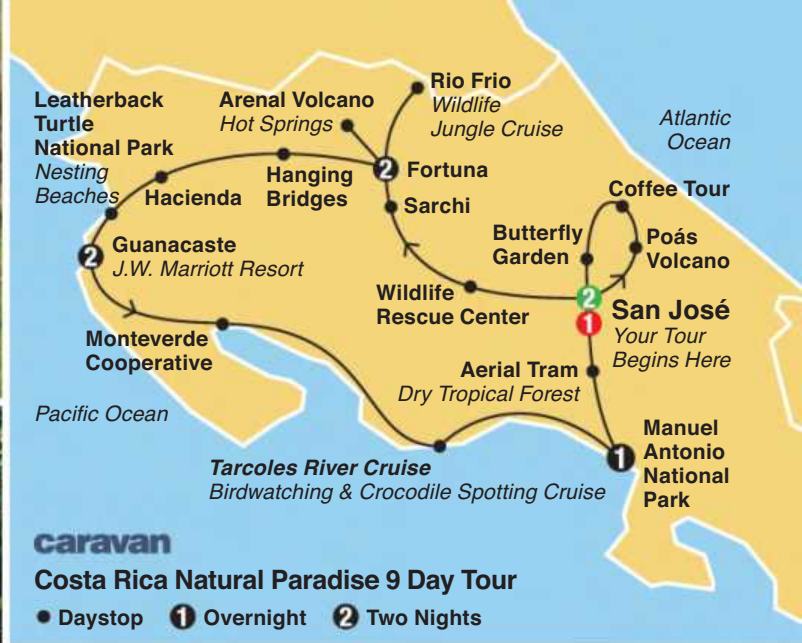 Leatherback
Turtle
National Park
Nesting
Beaches
Arenal Volcano
Hot Springs
Rio Frio
Wildlife
Jungle Cruise
Atlantic
Ocean
Hacienda
Hanging
Bridges
2
Fortuna
Sarchi
Coffee Tour
Butterfly
Garden
Poás
Volcano
2
Guanacaste
J.W. Marriott Resort
Wildlife
Rescue Center
2
1
San José
Your Tour
Begins Here
Monteverde
Cooperative
Aerial Tram
Dry Tropical Forest
Pacific Ocean
Manuel
Antonio
National
Park
1
Tarcoles River Cruise
Birdwatching & Crocodile Spotting Cruise
caravan
Costa Rica Natural Paradise 9 Day Tour
Daystop 1 Overnight 2 Two Nights